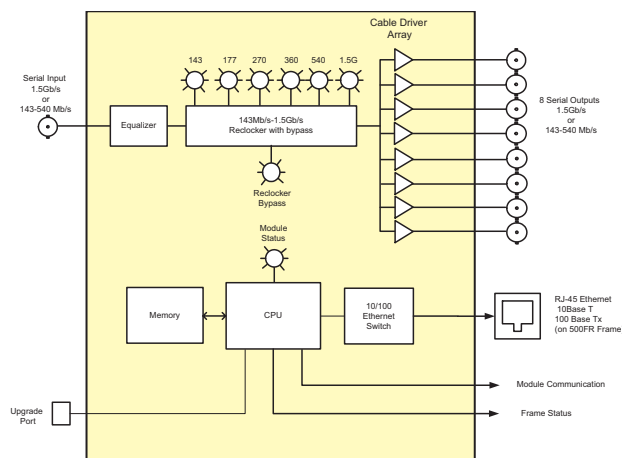 Cable Driver
Array
143
177
270
360
540
1.5G
Serial Input
1.5Gb/s
or
143-540 Mb/s
Equalizer
143Mb/s-1.5Gb/s
Reclocker with bypass
8 Serial Outputs
1.5Gb/s
or
143-540 Mb/s
Reclocker
Bypass
Module
Status
Memory
CPU
10/100
Ethernet
Switch
RJ-45 Ethernet
10Base T
100 Base Tx
(on 500FR Frame
Module Communication
Upgrade
Port
Frame Status